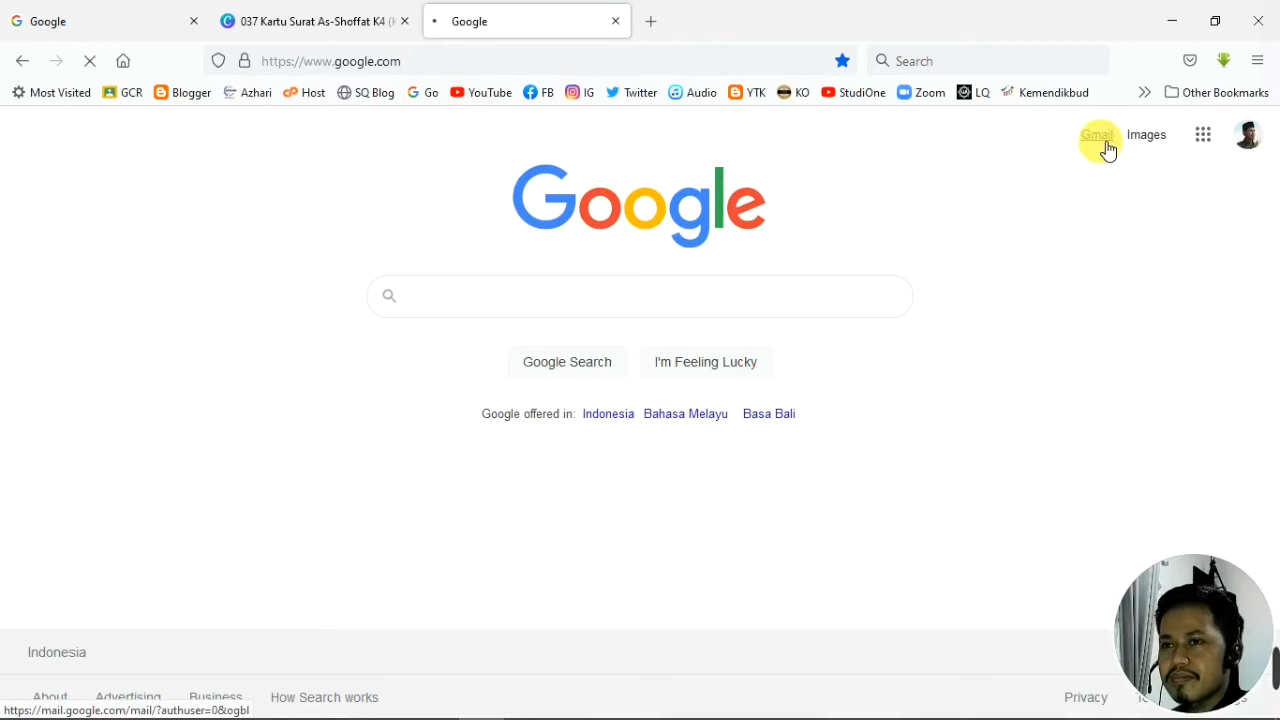 Google
037 Kartu Surat As-Shoffat K4 (K
Google
https://www.google.com
Search
Most Visited GCR Blogger Azhari Host SQ Blog Go YouTube FB IG Twitter Audio YTK KO StudiOne Zoom LQ Kemendikbud Other Bookmarks
Gmail Images
Google
Google Search I'm Feeling Lucky
Google offered in: Indonesia Bahasa Melayu Basa Bali
Indonesia
About Advertising Business How Search works Privacy
https://mail.google.com/mail/?authuser=0&ogbl